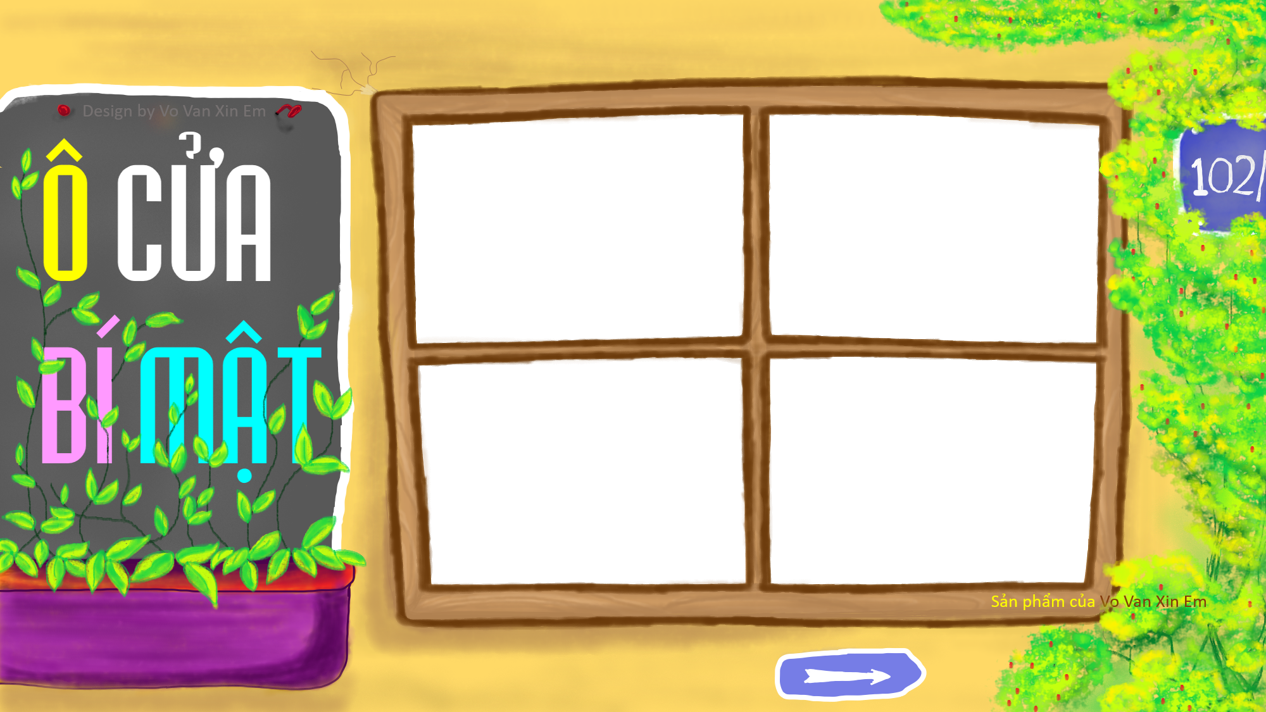 Design by Vo Van Xin Em
Ô CỬA
BÍ MẬT
102/
Sản phẩm của Vo Van Xin Em